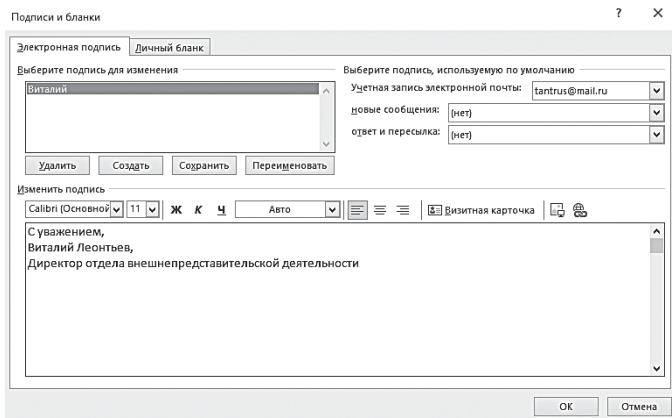 Подписи и бланки ? ×
Электронная подпись Личный бланк
Выберите подпись для изменения
Виталий
Удалить Создать Сохранить Переименовать
Выберите подпись, используемую по умолчанию
Учетная запись электронной почты: tantrus@mail.ru
новые сообщения: (нет)
ответ и пересылка: (нет)
Изменить подпись
Calibri (Основной 11 Ж К Ч Авто Визитная карточка
С уважением,
Виталий Леонтьев,
Директор отдела внешнепредставительской деятельности
ОК Отмена